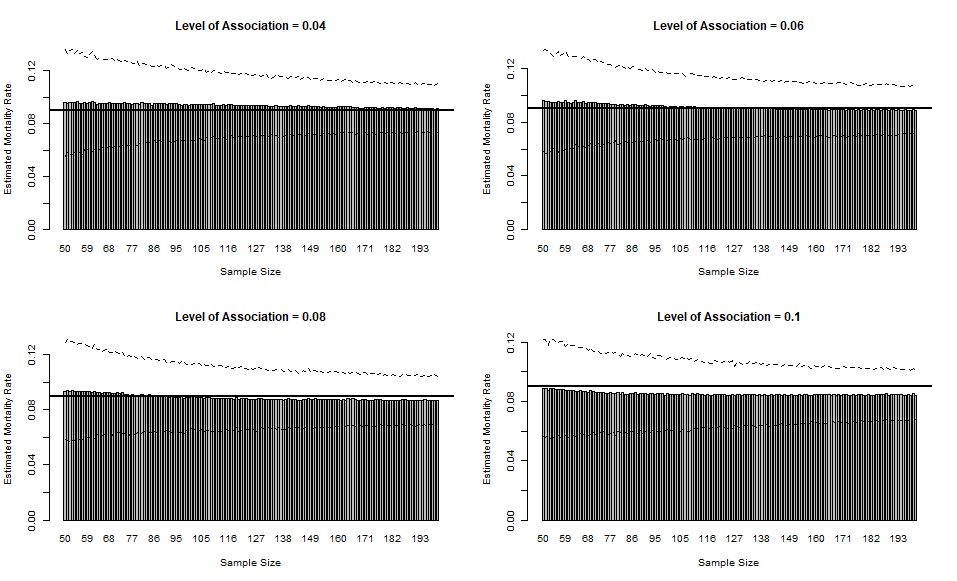 Level of Association = 0.04
Estimated Mortality Rate
0.00 0.04 0.08 0.12
50 59 68 77 86 95 105 116 127 138 149 160 171 182 193
Sample Size
Level of Association = 0.06
Estimated Mortality Rate
0.00 0.04 0.08 0.12
50 59 68 77 86 95 105 116 127 138 149 160 171 182 193
Sample Size
Level of Association = 0.08
Estimated Mortality Rate
0.00 0.04 0.08 0.12
50 59 68 77 86 95 105 116 127 138 149 160 171 182 193
Sample Size
Level of Association = 0.1
Estimated Mortality Rate
0.00 0.04 0.08 0.12
50 59 68 77 86 95 105 116 127 138 149 160 171 182 193
Sample Size